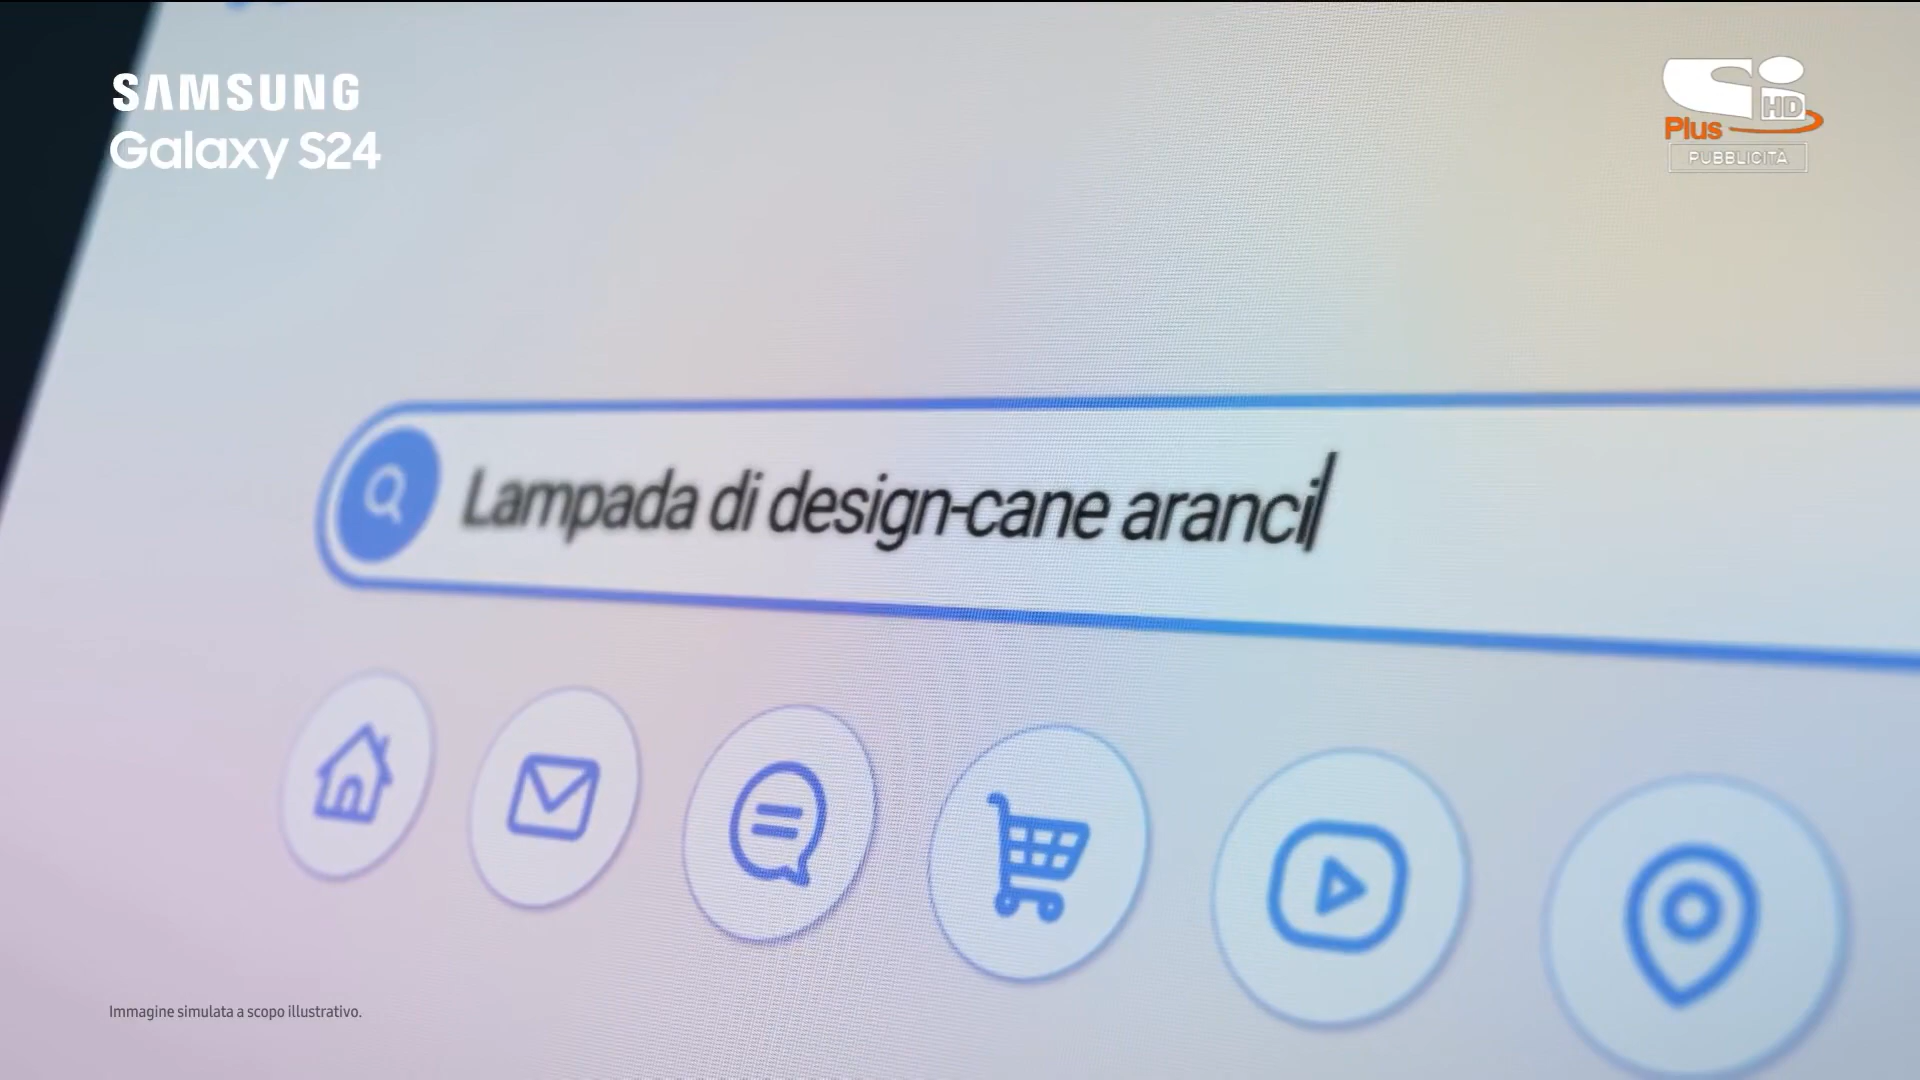 SAMSUNG
Galaxy S24
HD
Plus
PUBBLICITÀ
Lampada di design-cane aranci
Immagine simulata a scopo illustrativo.